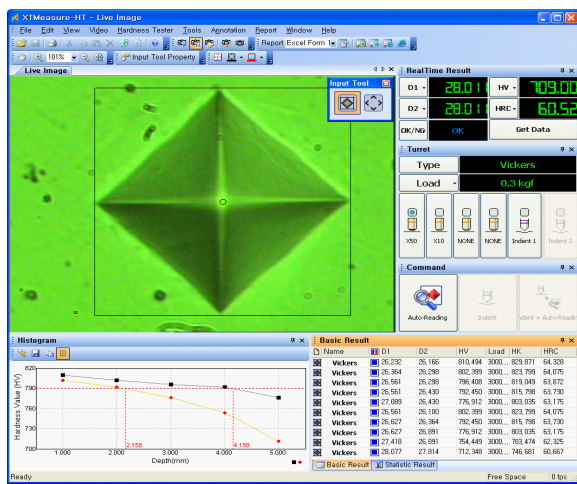 XTMeasure-HT - Live Image
File Edit View Video Hardness Tester Tools Annotation Report Window Help
Report Excel Form
101% Input Tool Property
Live Image
Input Tool
RealTime Result
D1 28.011 HV 709.00
D2 28.011 HRC 60.52
OK/NG OK Get Data
Turret
Type Vickers
Load 0.3 kgf
X50 X10 NONE NONE Indent 1 Indent 2
Command
Auto-Reading Indent Indent + Auto-Reading
Histogram
820
790
760
730
700
Hardness Value (HV)
2.158 4.158
1.000 2.000 3.000 4.000 5.000
Depth(mm)
Basic Result
Name D1 D2 HV Load HK HRC
Vickers 26,232 26,166 810,494 3000,... 829,871 64,328
Vickers 26,364 26,298 802,399 3000,... 823,799 64,075
Vickers 26,561 26,298 796,408 3000,... 819,049 63,872
Vickers 26,561 26,430 792,450 3000,... 815,798 63,730
Vickers 27,089 26,430 776,912 3000,... 803,035 63,175
Vickers 26,561 26,100 802,399 3000,... 823,799 64,075
Vickers 26,627 26,364 792,450 3000,... 815,798 63,730
Vickers 26,627 26,891 776,912 3000,... 803,035 63,175
Vickers 27,418 26,891 754,449 3000,... 783,474 62,325
Vickers 28,077 27,814 712,348 3000,... 746,681 60,667
Basic Result Statistic Result
Ready Free Space 0 fps